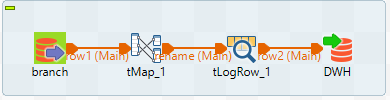 row1 (Main)
rename (Main)
row2 (Main)
branch
tMap_1
tLogRow_1
DWH